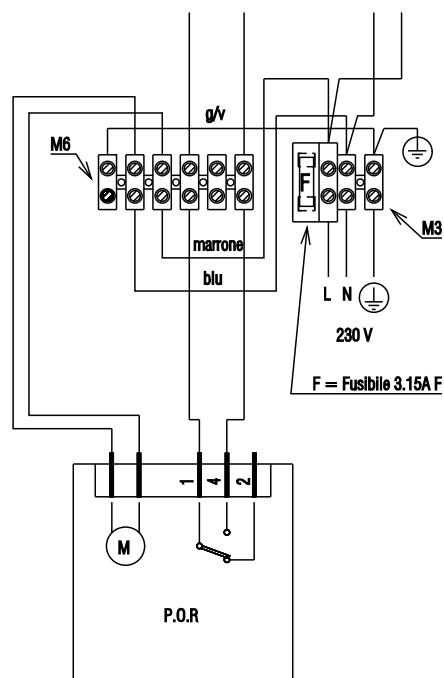 g/v
M6
F
M3
marrone
blu
L N
230 V
F = Fusibile 3.15A F
1 4 2
M
P.O.R